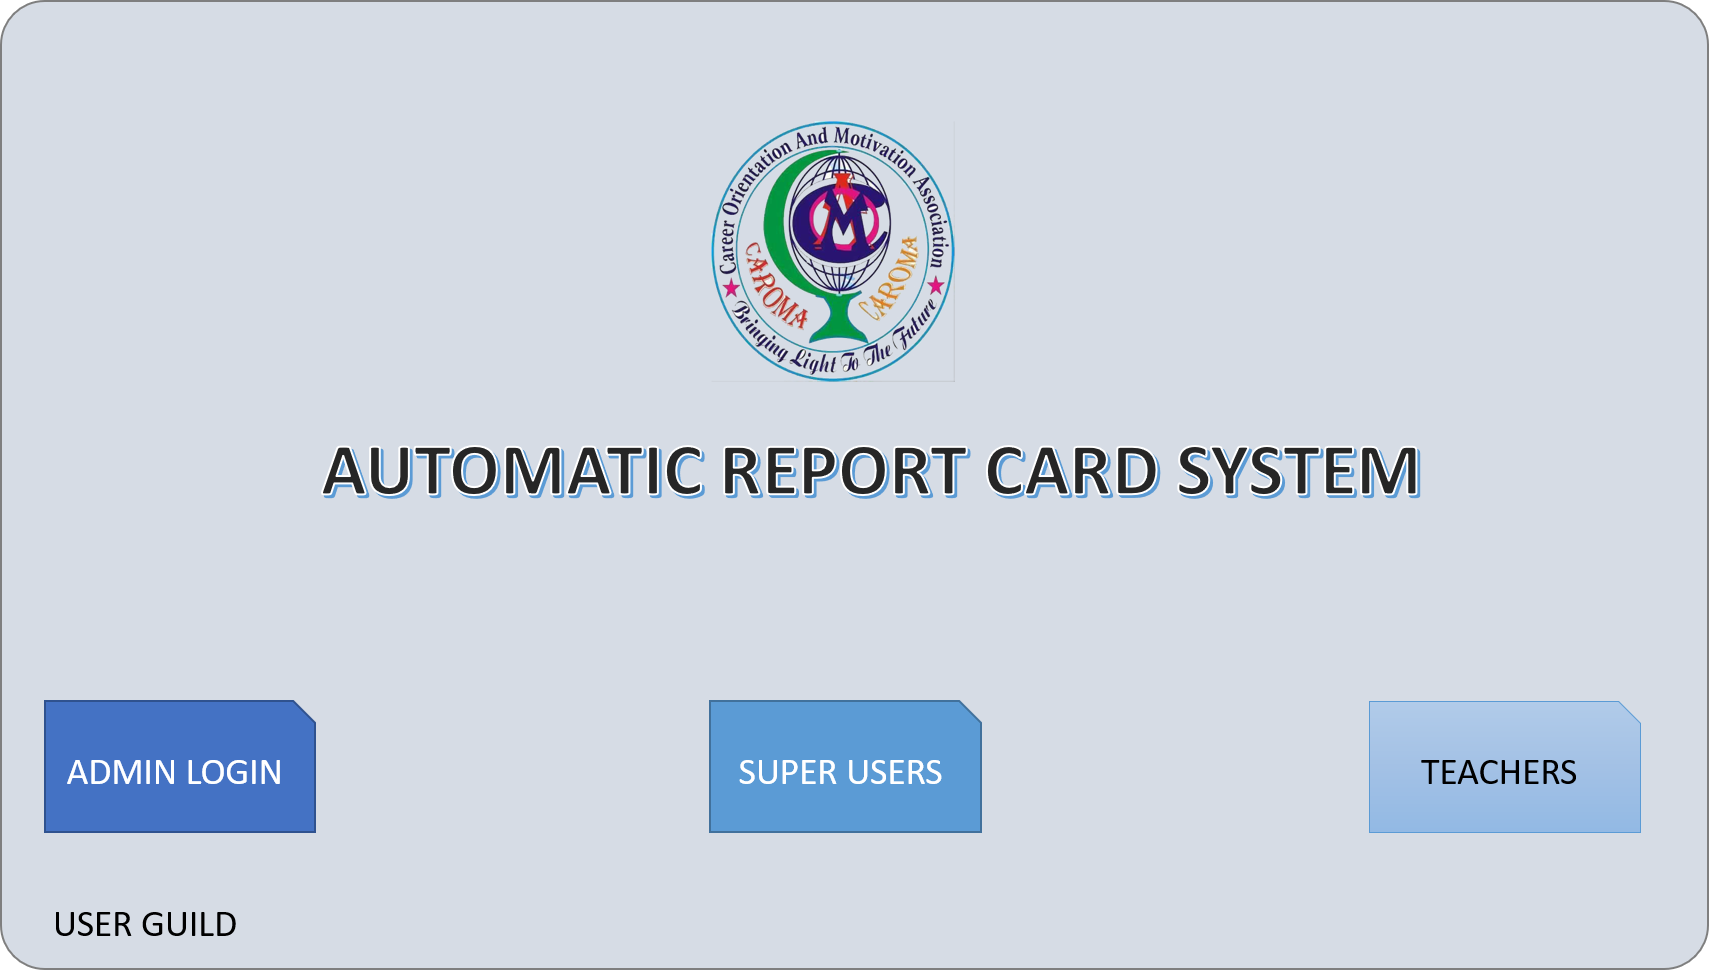 Career Orientation And Motivation Association
CAROMA
CAROMA
Bringing Light To The Future
AUTOMATIC REPORT CARD SYSTEM
ADMIN LOGIN
SUPER USERS
TEACHERS
USER GUILD